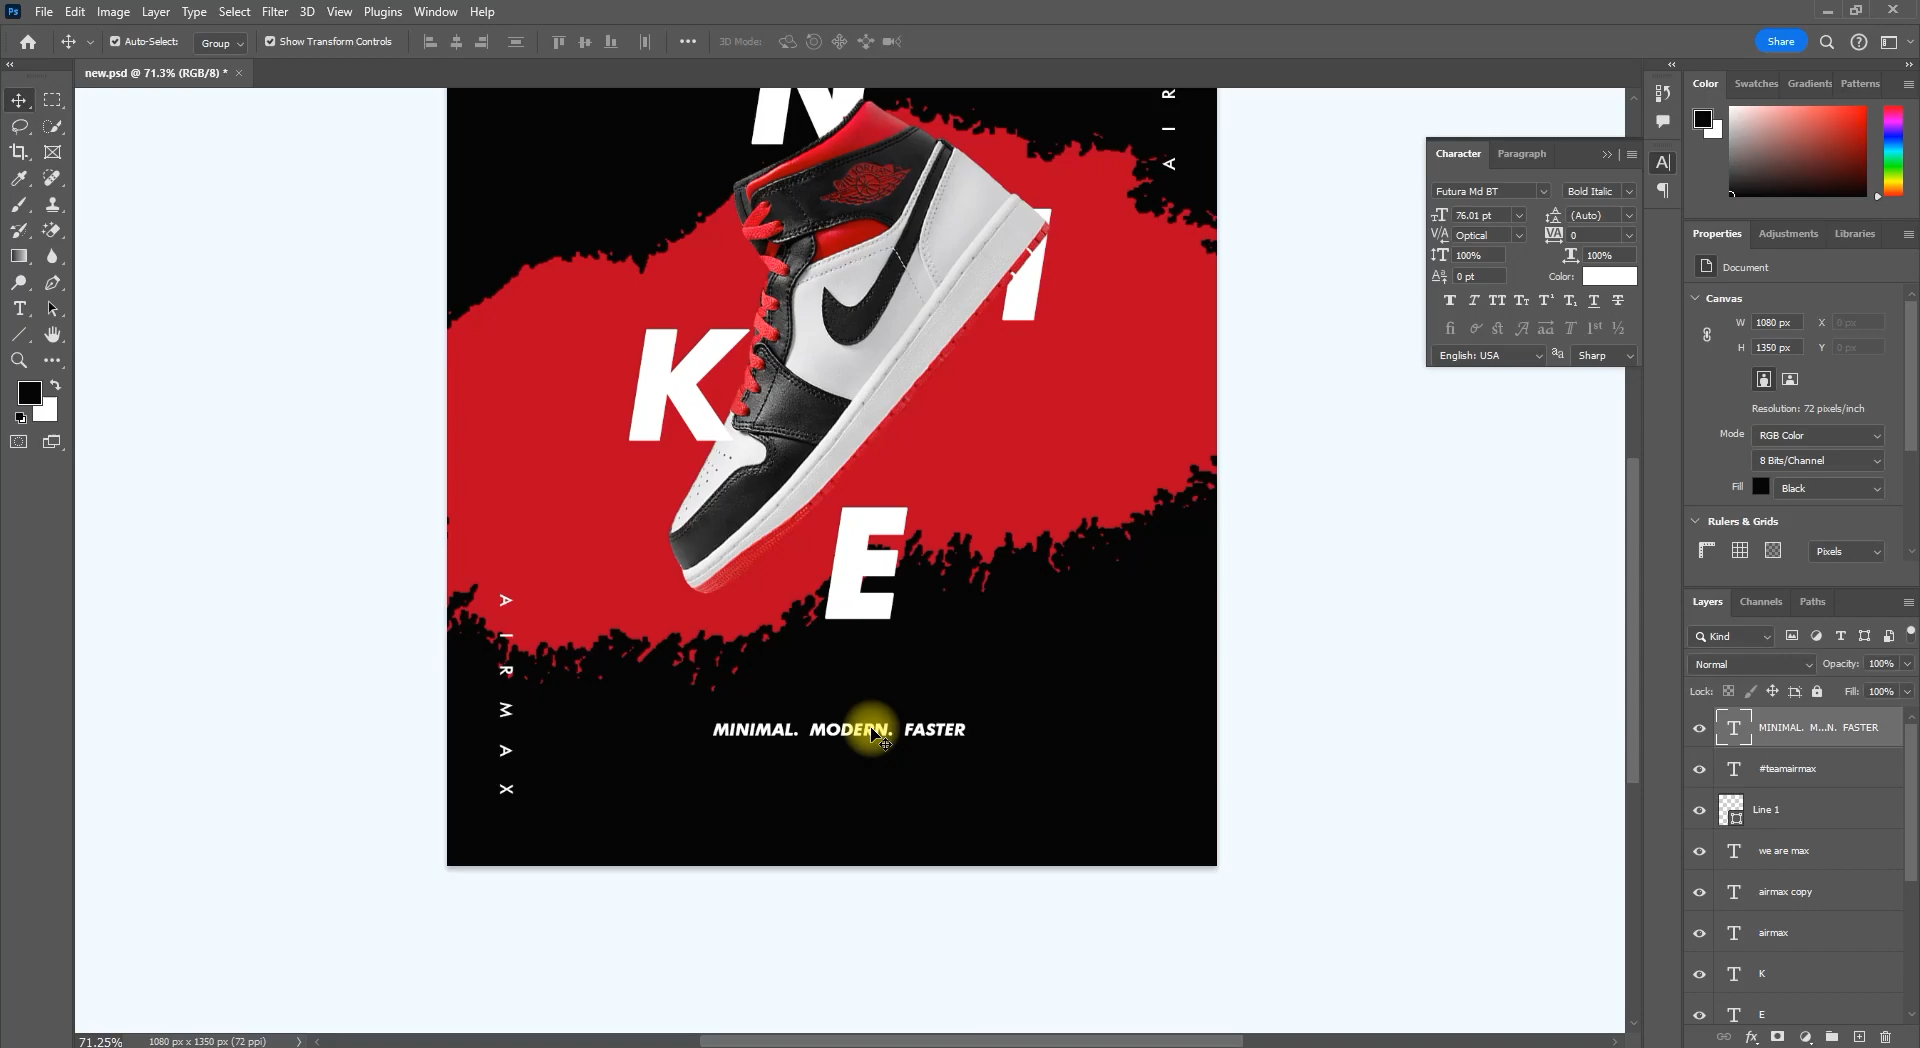 Ps File Edit Image Layer Type Select Filter 3D View Plugins Window Help
Auto-Select: Group Show Transform Controls 3D Mode: Share
new.psd @ 71.3% (RGB/8) *
N
A I R
I
K
E
A I R M A X
MINIMAL. MODERN. FASTER
Character Paragraph
Futura Md BT Bold Italic
76.01 pt (Auto)
Optical 0
100% 100%
0 pt Color:
English: USA Sharp
Color Swatches Gradients Patterns
Properties Adjustments Libraries
Document
Canvas
W 1080 px X 0 px
H 1350 px Y 0 px
Resolution: 72 pixels/inch
Mode RGB Color
8 Bits/Channel
Fill Black
Rulers & Grids
Pixels
Layers Channels Paths
Kind
Normal Opacity: 100%
Lock: Fill: 100%
MINIMAL. M...N. FASTER
#teamairmax
Line 1
we are max
airmax copy
airmax
K
E
71.25% 1080 px x 1350 px (72 ppi)